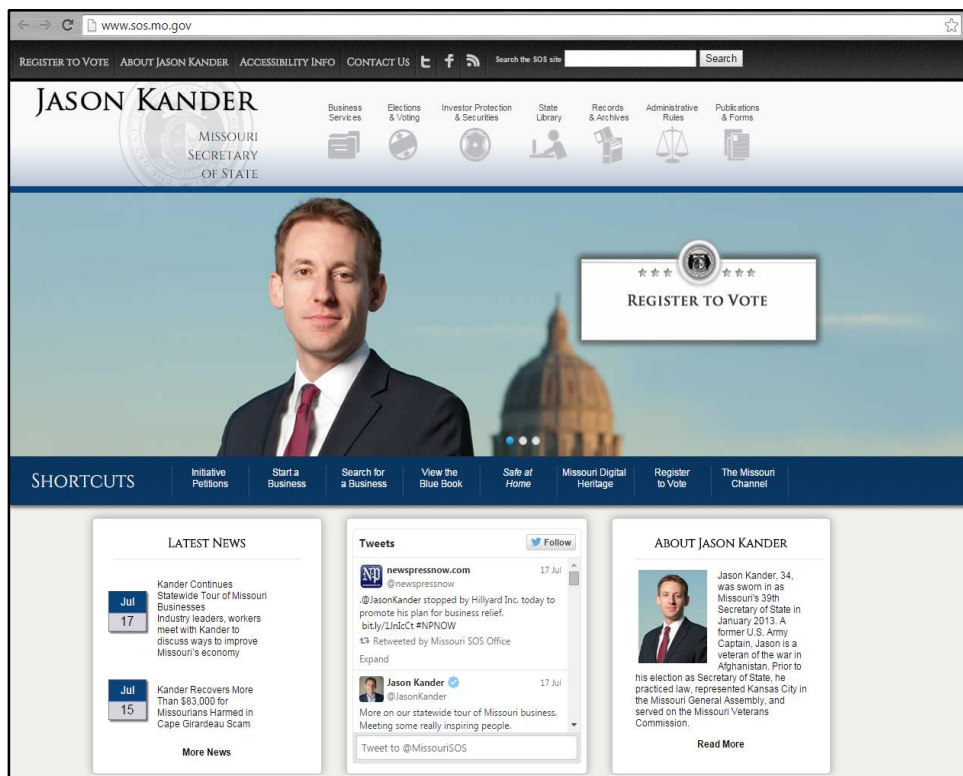 www.sos.mo.gov
REGISTER TO VOTE ABOUT JASON KANDER ACCESSIBILITY INFO CONTACT US Search the SOS site Search
JASON KANDER
MISSOURI
SECRETARY
OF STATE
Business
Services
Elections
& Voting
Investor Protection
& Securities
State
Library
Records
& Archives
Administrative
Rules
Publications
& Forms
REGISTER TO VOTE
SHORTCUTS
Initiative
Petitions
Start a
Business
Search for
a Business
View the
Blue Book
Safe at
Home
Missouri Digital
Heritage
Register
to Vote
The Missouri
Channel
LATEST NEWS
Jul
17
Kander Continues
Statewide Tour of Missouri
Businesses
Industry leaders, workers
meet with Kander to
discuss ways to improve
Missouri's economy
Jul
15
Kander Recovers More
Than $83,000 for
Missourians Harmed in
Cape Girardeau Scam
More News
Tweets
Follow
NP
newspressnow.com 17 Jul
@newspressnow
.@JasonKander stopped by Hillyard Inc. today to
promote his plan for business relief.
bit.ly/1JnIcCt #NPNOW
Retweeted by Missouri SOS Office
Expand
Jason Kander 17 Jul
@JasonKander
More on our statewide tour of Missouri business.
Meeting some really inspiring people.
Tweet to @MissouriSOS
ABOUT JASON KANDER
Jason Kander, 34,
was sworn in as
Missouri's 39th
Secretary of State in
January 2013. A
former U.S. Army
Captain, Jason is a
veteran of the war in
Afghanistan. Prior to
his election as Secretary of State, he
practiced law, represented Kansas City in
the Missouri General Assembly, and
served on the Missouri Veterans
Commission.
Read More